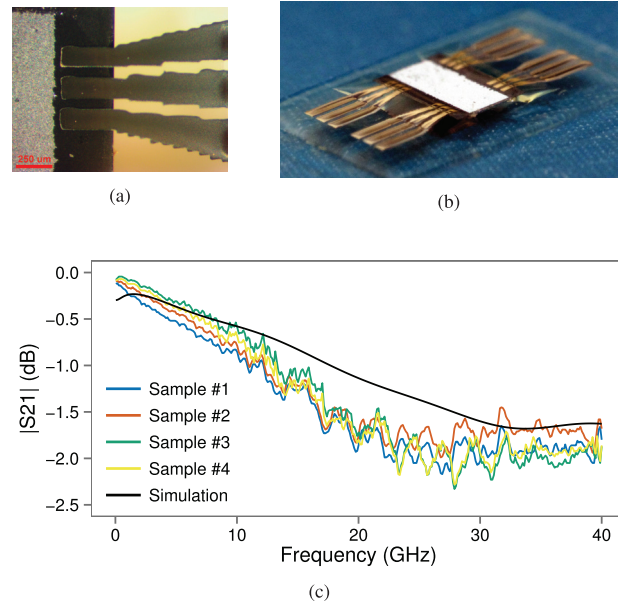 250 um
(a)
(b)
0.0
-0.5
-1.0
-1.5
-2.0
-2.5
|S21| (dB)
Sample #1
Sample #2
Sample #3
Sample #4
Simulation
0
10
20
30
40
Frequency (GHz)
(c)